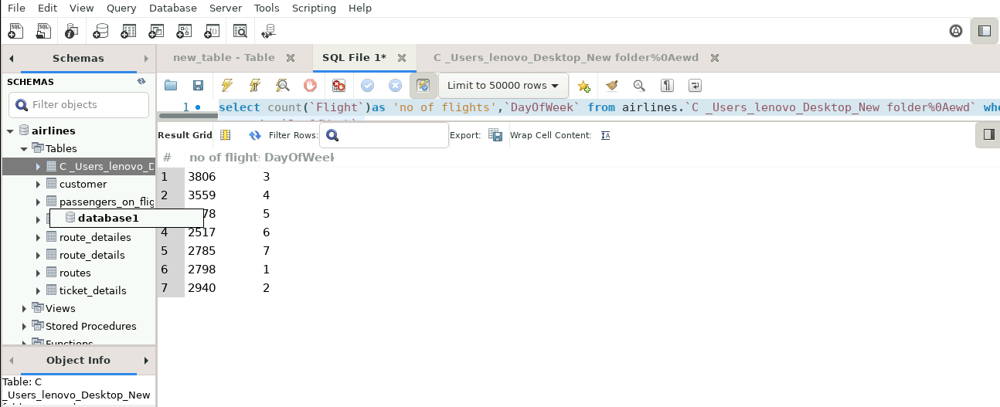 File Edit View Query Database Server Tools Scripting Help
Schemas
new_table - Table
SQL File 1*
C _Users_lenovo_Desktop_New folder%0Aewd
SCHEMAS
Filter objects
Limit to 50000 rows
1
select count(`Flight`)as 'no of flights',`DayOfWeek` from airlines.`C _Users_lenovo_Desktop_New folder%0Aewd`
Result Grid
Filter Rows:
Export:
Wrap Cell Content:
# no of flight DayOfWeek
1 3806 3
2 3559 4
78 5
4 2517 6
5 2785 7
6 2798 1
7 2940 2
airlines
Tables
C _Users_lenovo_D
customer
passengers_on_flig
database1
route_detailes
route_details
routes
ticket_details
Views
Stored Procedures
Functions
Object Info
Table: C
_Users_lenovo_Desktop_New